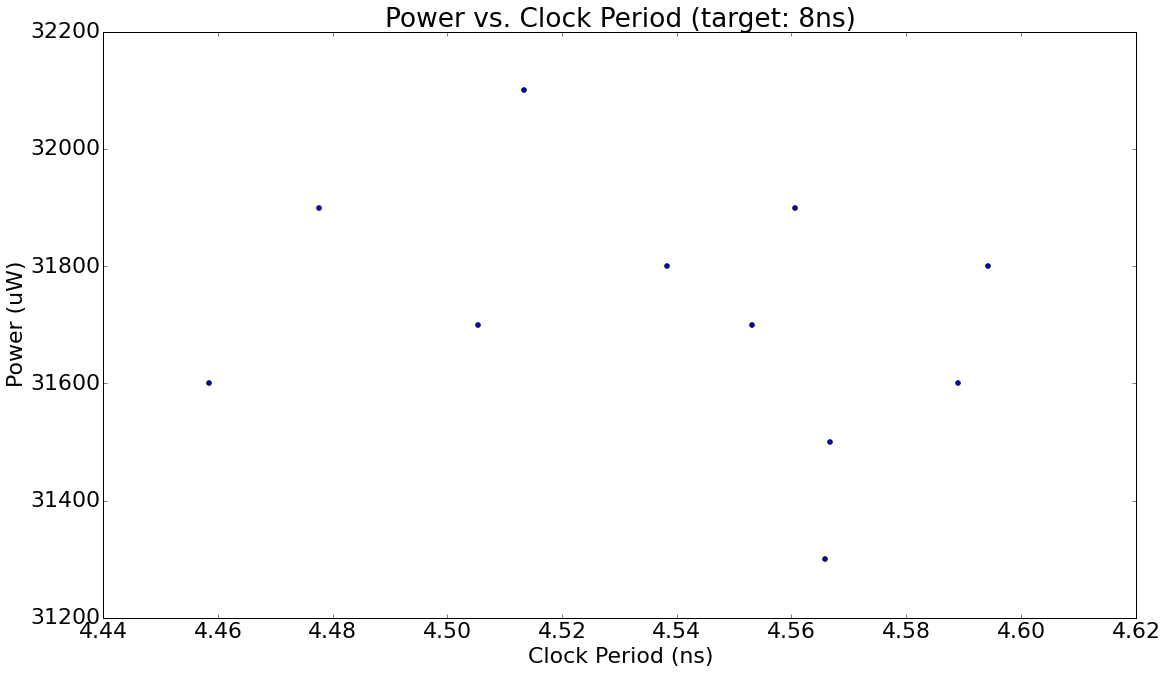 Power vs. Clock Period (target: 8ns)
32200
32000
31800
31600
31400
31200
Power (uW)
4.44 4.46 4.48 4.50 4.52 4.54 4.56 4.58 4.60 4.62
Clock Period (ns)